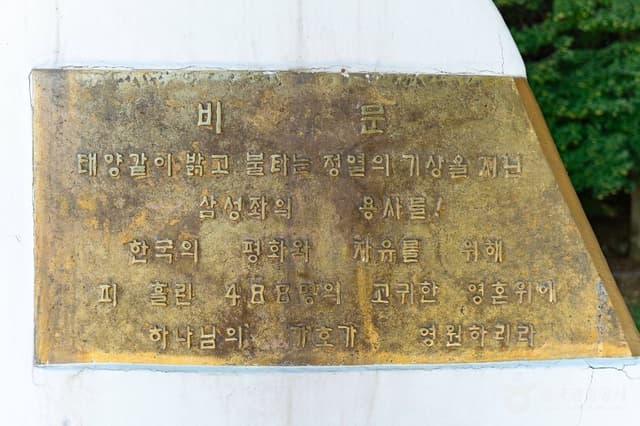 비 문
태양같이 밝고 불타는 정열의 기상을 지닌
삼성좌의 용사들!
한국의 평화와 자유를 위해
피 흘린 488명의 고귀한 영혼위에
하나님의 가호가 영원하리라